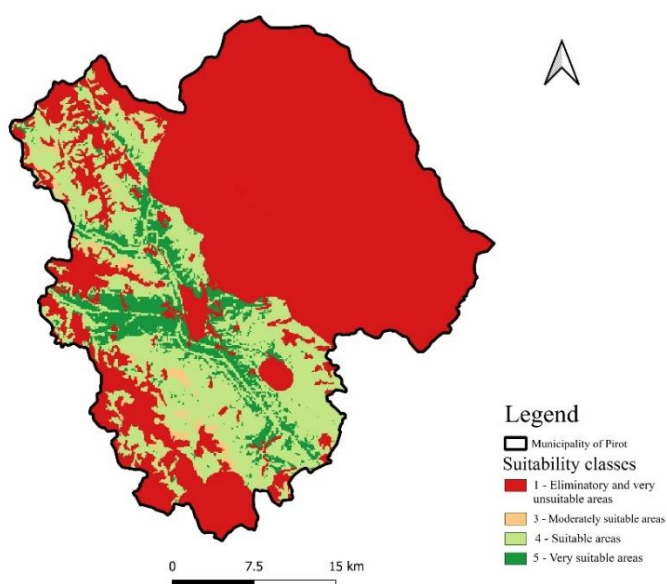 Legend
Municipality of Pirot
Suitability classes
1 - Eliminatory and very
unsuitable areas
3 - Moderately suitable areas
4 - Suitable areas
5 - Very suitable areas
0 7.5 15 km